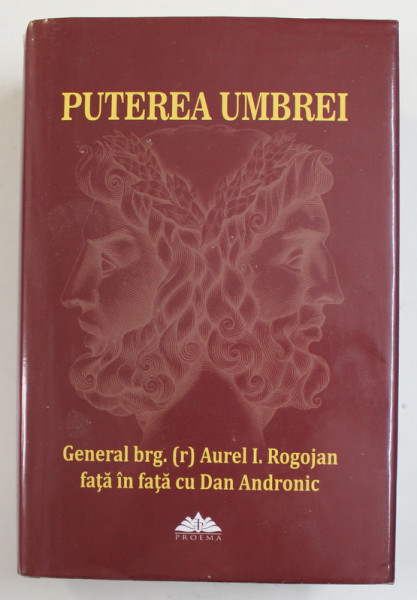 PUTEREA UMBREI
General brg. (r) Aurel I. Rogojan
față în față cu Dan Andronic
PROEMA